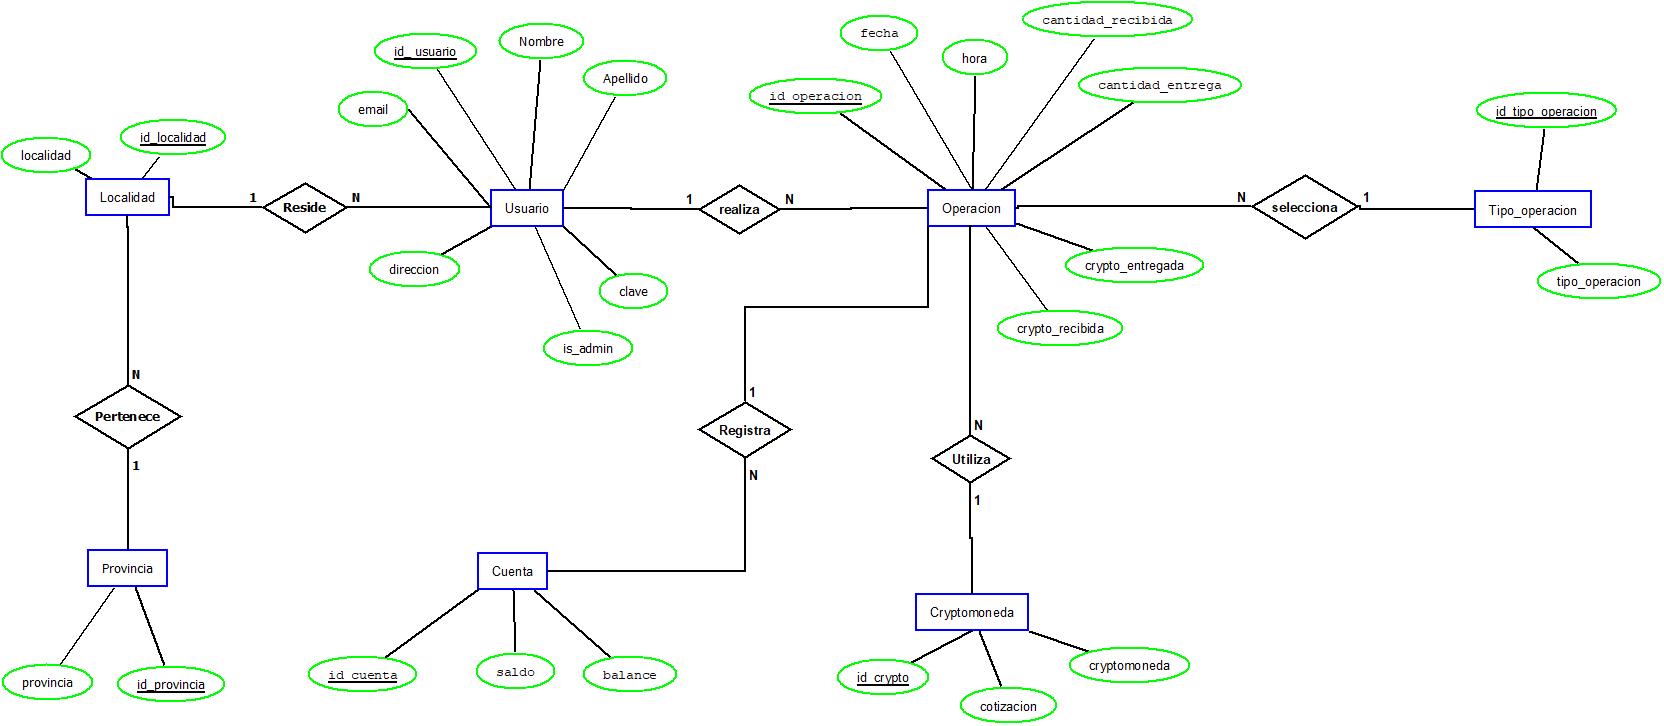 cantidad_recibida
fecha
Nombre
id_ usuario
hora
Apellido
cantidad_entrega
id_operacion
email
id_tipo_operacion
id_localidad
localidad
Localidad
1
Reside
N
Usuario
1
realiza
N
Operacion
N
selecciona
1
Tipo_operacion
direccion
clave
crypto_entregada
tipo_operacion
is_admin
crypto_recibida
N
Pertenece
1
1
Registra
N
N
Utiliza
1
Provincia
Cuenta
Cryptomoneda
provincia
id_provincia
id_cuenta
saldo
balance
id_crypto
cotizacion
cryptomoneda